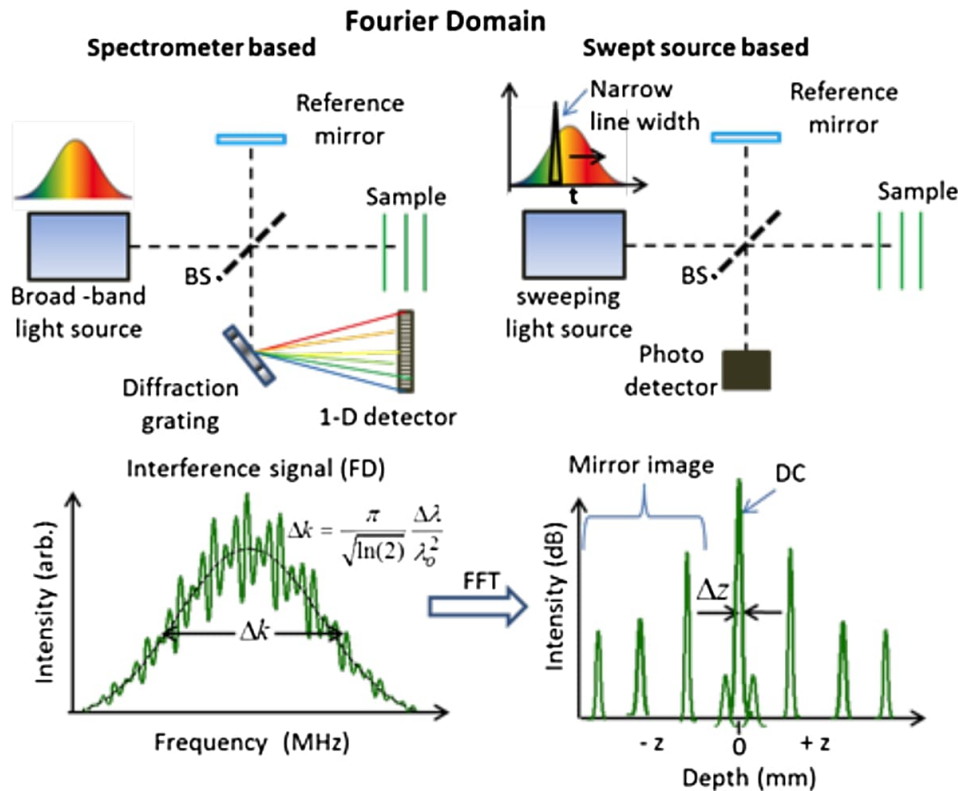 Fourier Domain
Spectrometer based
Swept source based
Reference
mirror
Sample
BS
Broad -band
light source
Diffraction
grating
1-D detector
Narrow
line width
t
Reference
mirror
Sample
BS
sweeping
light source
Photo
detector
Interference signal (FD)
Intensity (arb.)
Δk = π/√ln(2) Δλ/λ₀²
Δk
Frequency (MHz)
FFT
Mirror image
DC
Intensity (dB)
Δz
- z 0 + z
Depth (mm)